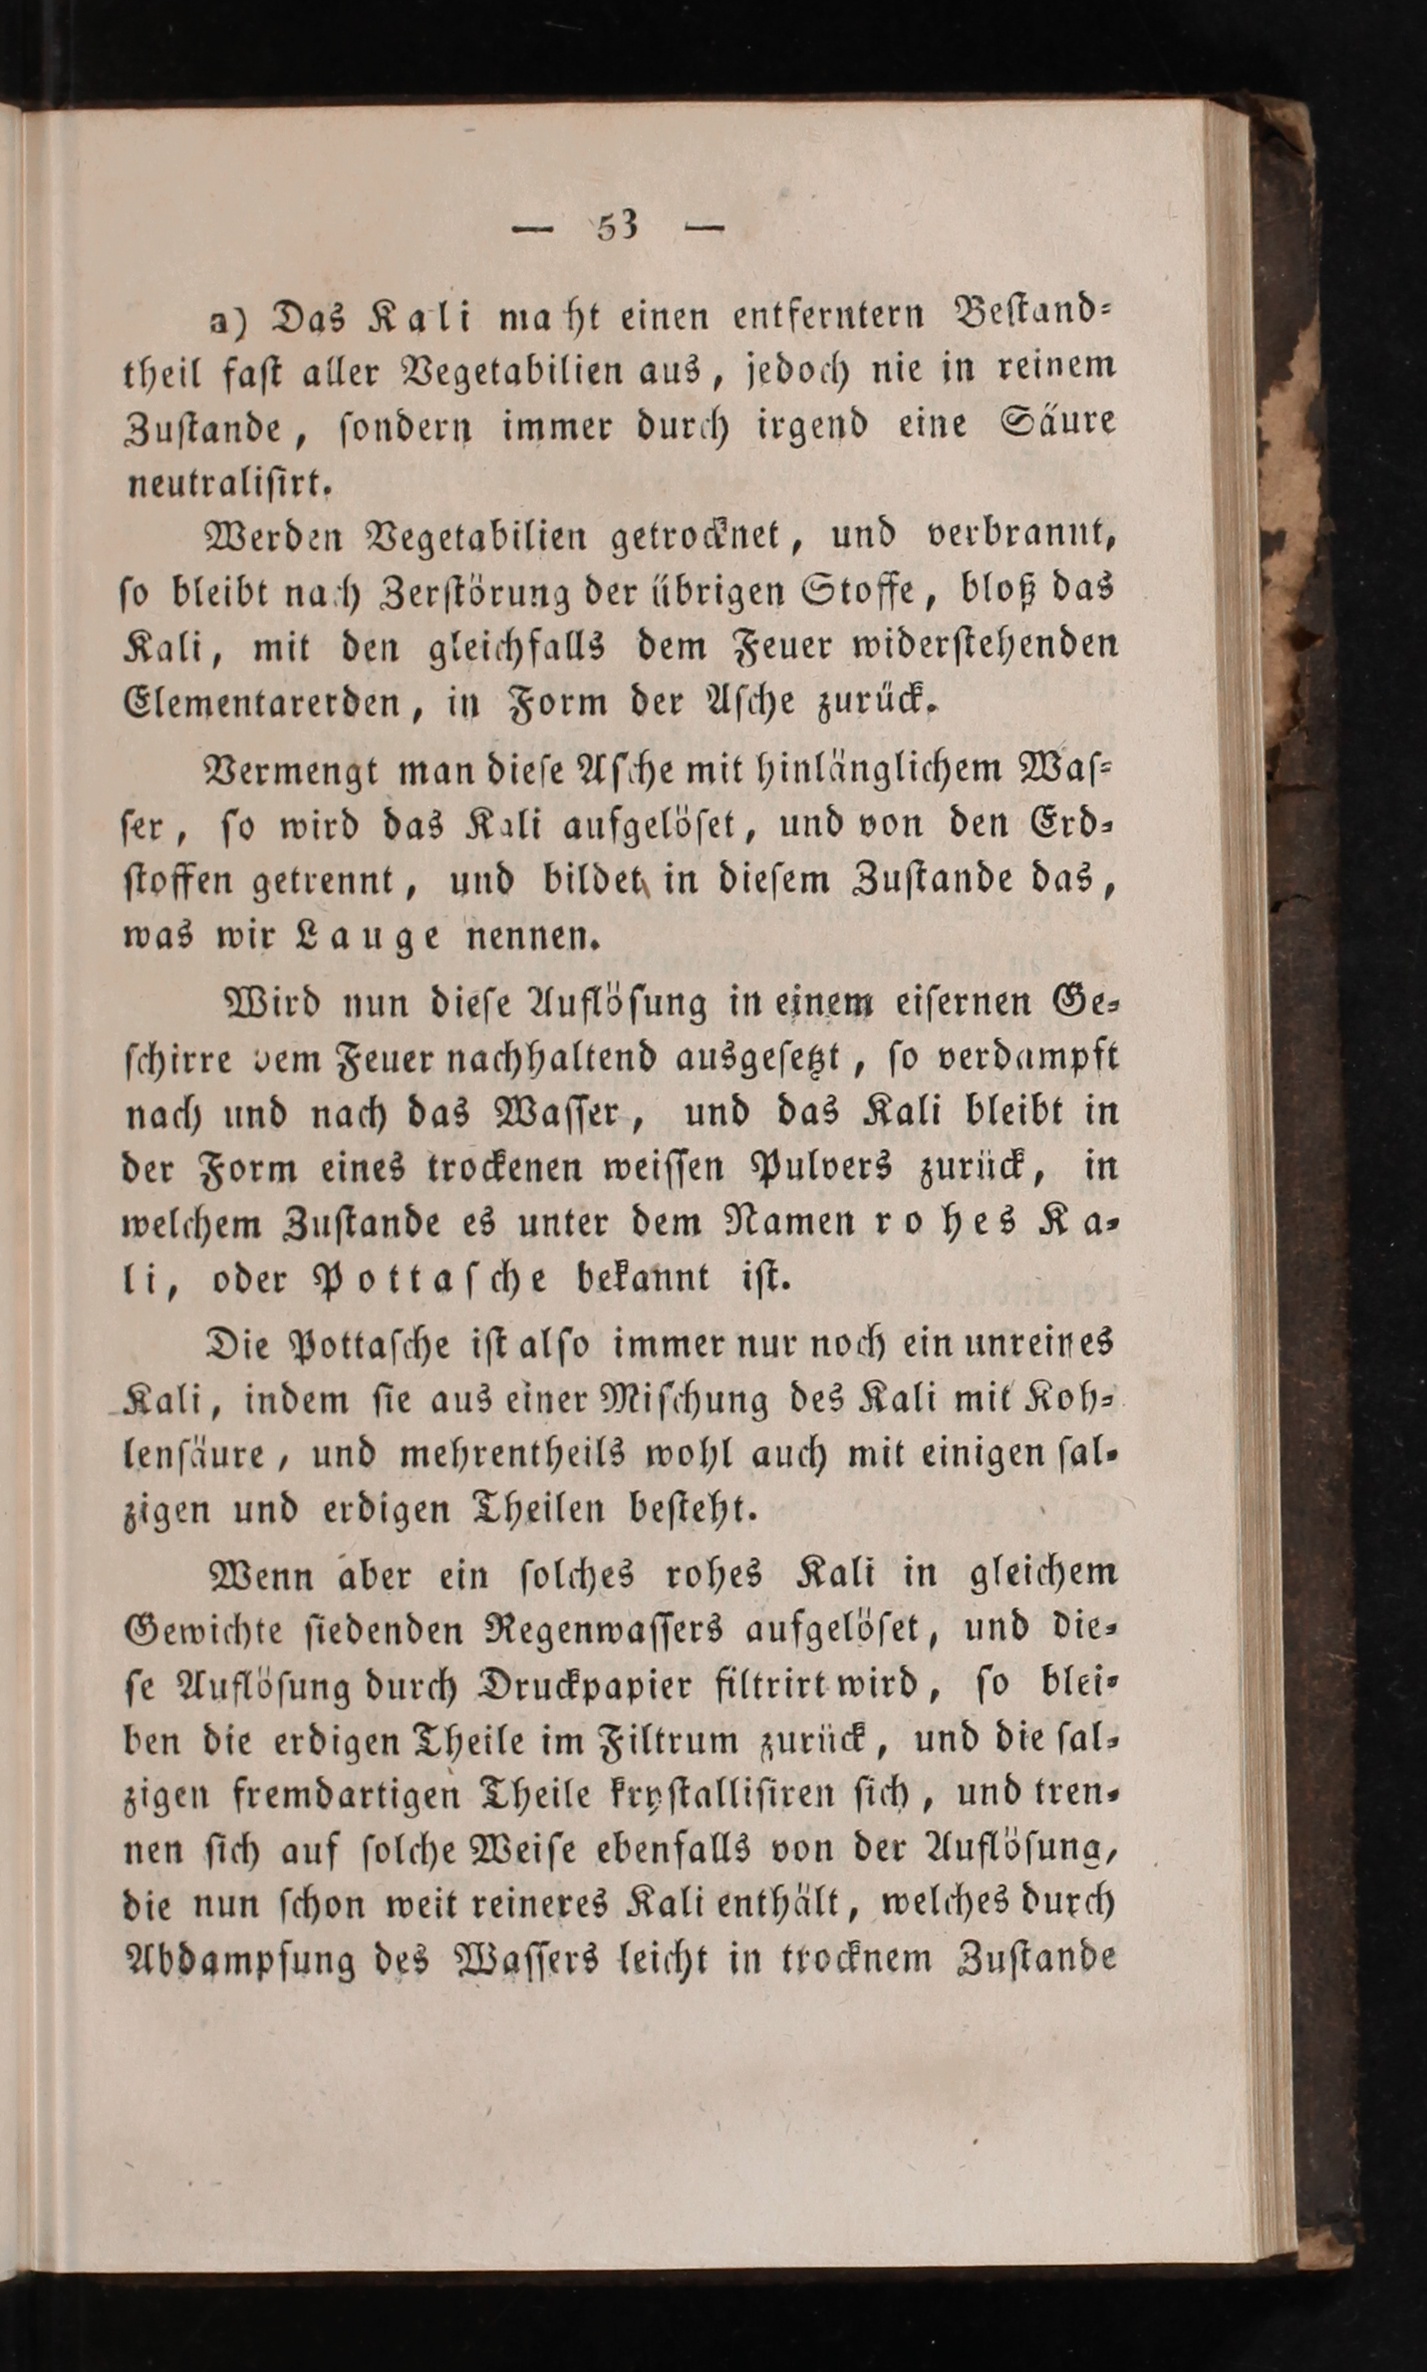 — 53 —
a) Das Kali macht einen entferntern Bestand-
theil fast aller Vegetabilien aus, jedoch nie in reinem
Zustande, sondern immer durch irgend eine Säure
neutralisirt.
Werden Vegetabilien getrocknet, und verbrannt,
so bleibt nach Zerstörung der übrigen Stoffe, bloß das
Kali, mit den gleichfalls dem Feuer widerstehenden
Elementarerden, in Form der Asche zurück.
Vermengt man diese Asche mit hinlänglichem Was-
ser, so wird das Kali aufgelöset, und von den Erd-
stoffen getrennt, und bildet in diesem Zustande das,
was wir Lauge nennen.
Wird nun diese Auflösung in einem eisernen Ge-
schirre dem Feuer nachhaltend ausgesetzt, so verdampft
nach und nach das Wasser, und das Kali bleibt in
der Form eines trockenen weissen Pulvers zurück, in
welchem Zustande es unter dem Namen rohes Ka-
li, oder Pottasche bekannt ist.
Die Pottasche ist also immer nur noch ein unreines
Kali, indem sie aus einer Mischung des Kali mit Koh-
lensäure, und mehrentheils wohl auch mit einigen sal-
zigen und erdigen Theilen besteht.
Wenn aber ein solches rohes Kali in gleichem
Gewichte siedenden Regenwassers aufgelöset, und die-
se Auflösung durch Druckpapier filtrirt wird, so blei-
ben die erdigen Theile im Filtrum zurück, und die sal-
zigen fremdartigen Theile krystallisiren sich, und tren-
nen sich auf solche Weise ebenfalls von der Auflösung,
die nun schon weit reineres Kali enthält, welches durch
Abdampfung des Wassers leicht in trocknem Zustande